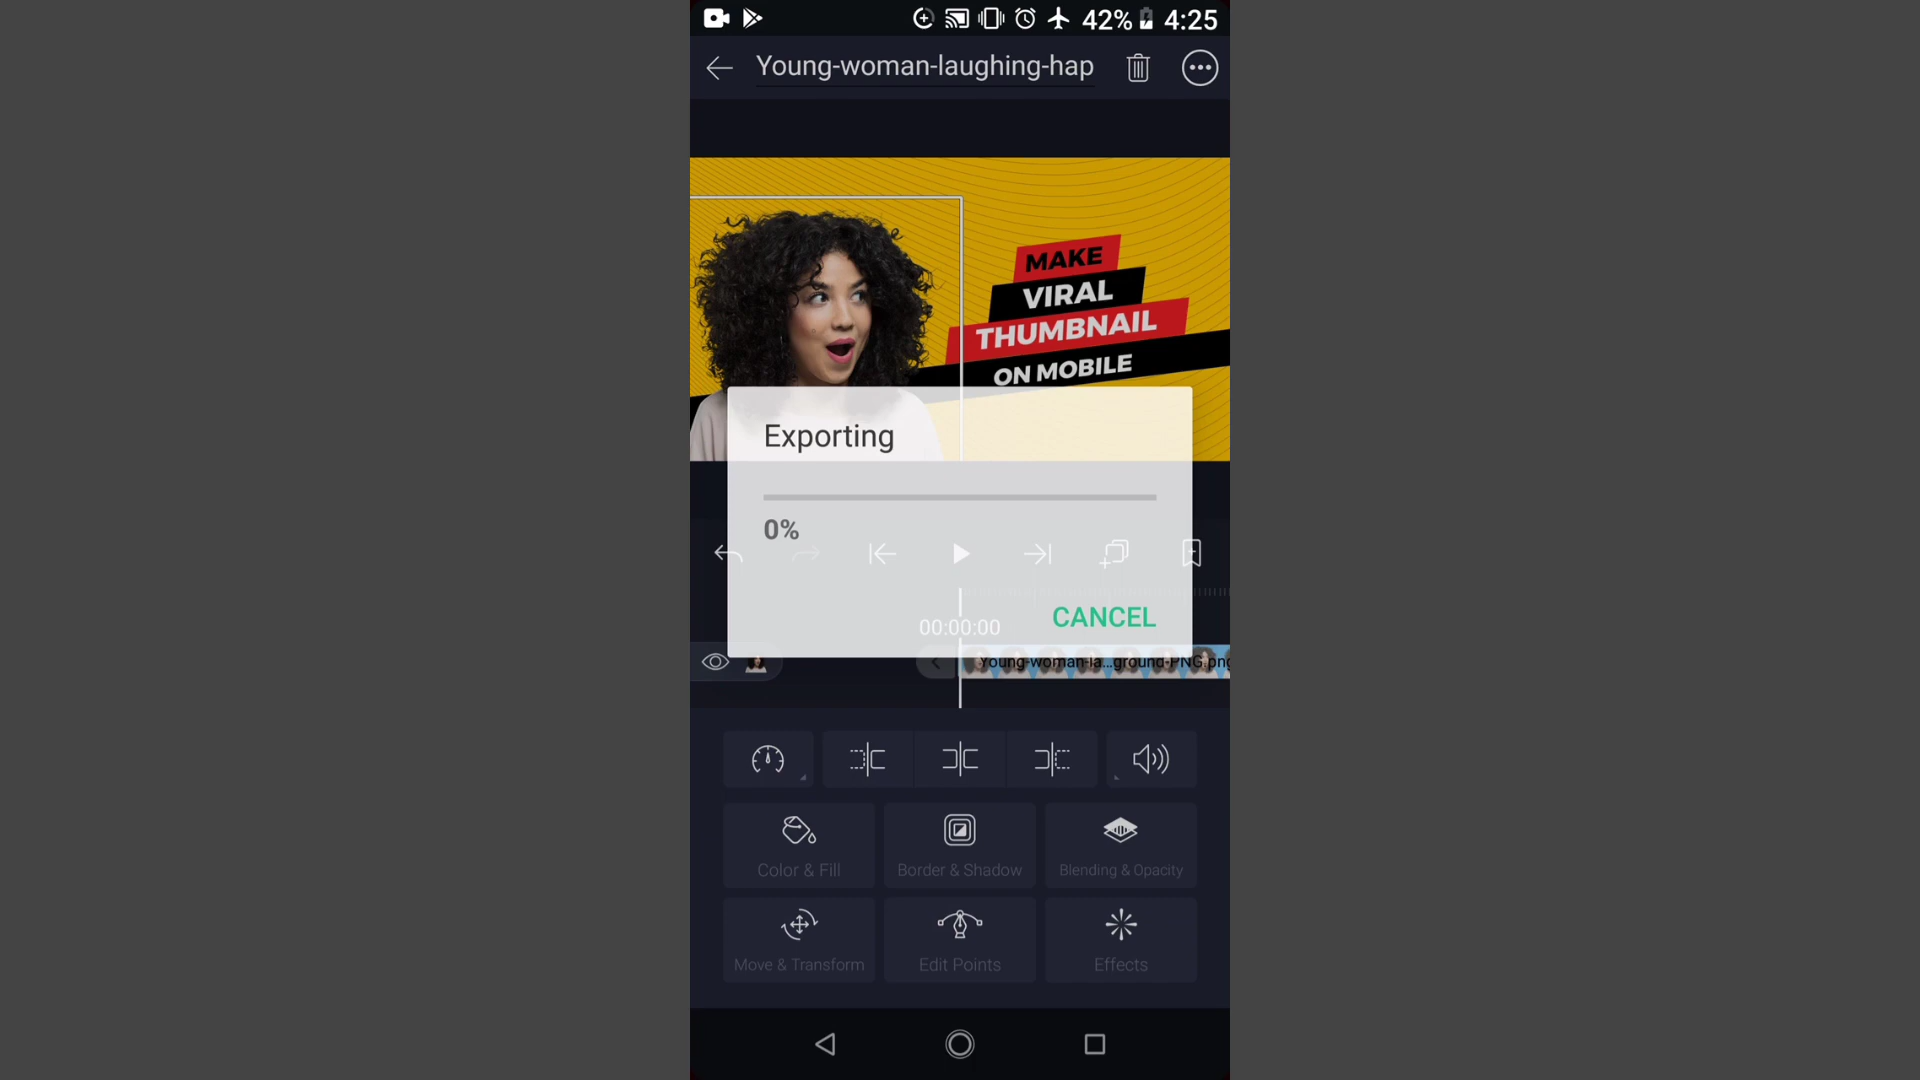 42% 4:25
Young-woman-laughing-hap
MAKE
VIRAL
THUMBNAIL
ON MOBILE
Exporting
0%
CANCEL
00:00:00
Young-woman-la...ground-PNG.png
Color & Fill
Border & Shadow
Blending & Opacity
Move & Transform
Edit Points
Effects